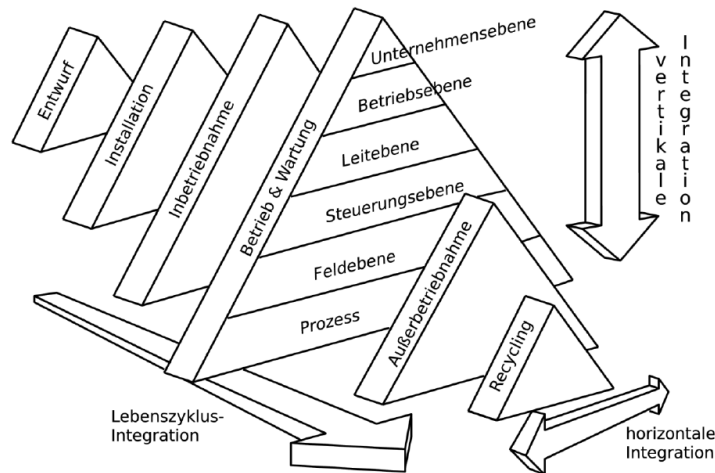 Entwurf
Installation
Inbetriebnahme
Betrieb & Wartung
Unternehmensebene
Betriebsebene
Leitebene
Steuerungsebene
Feldebene
Prozess
Außerbetriebnahme
Recycling
vertikale
Integration
Lebenszyklus-
Integration
horizontale
Integration